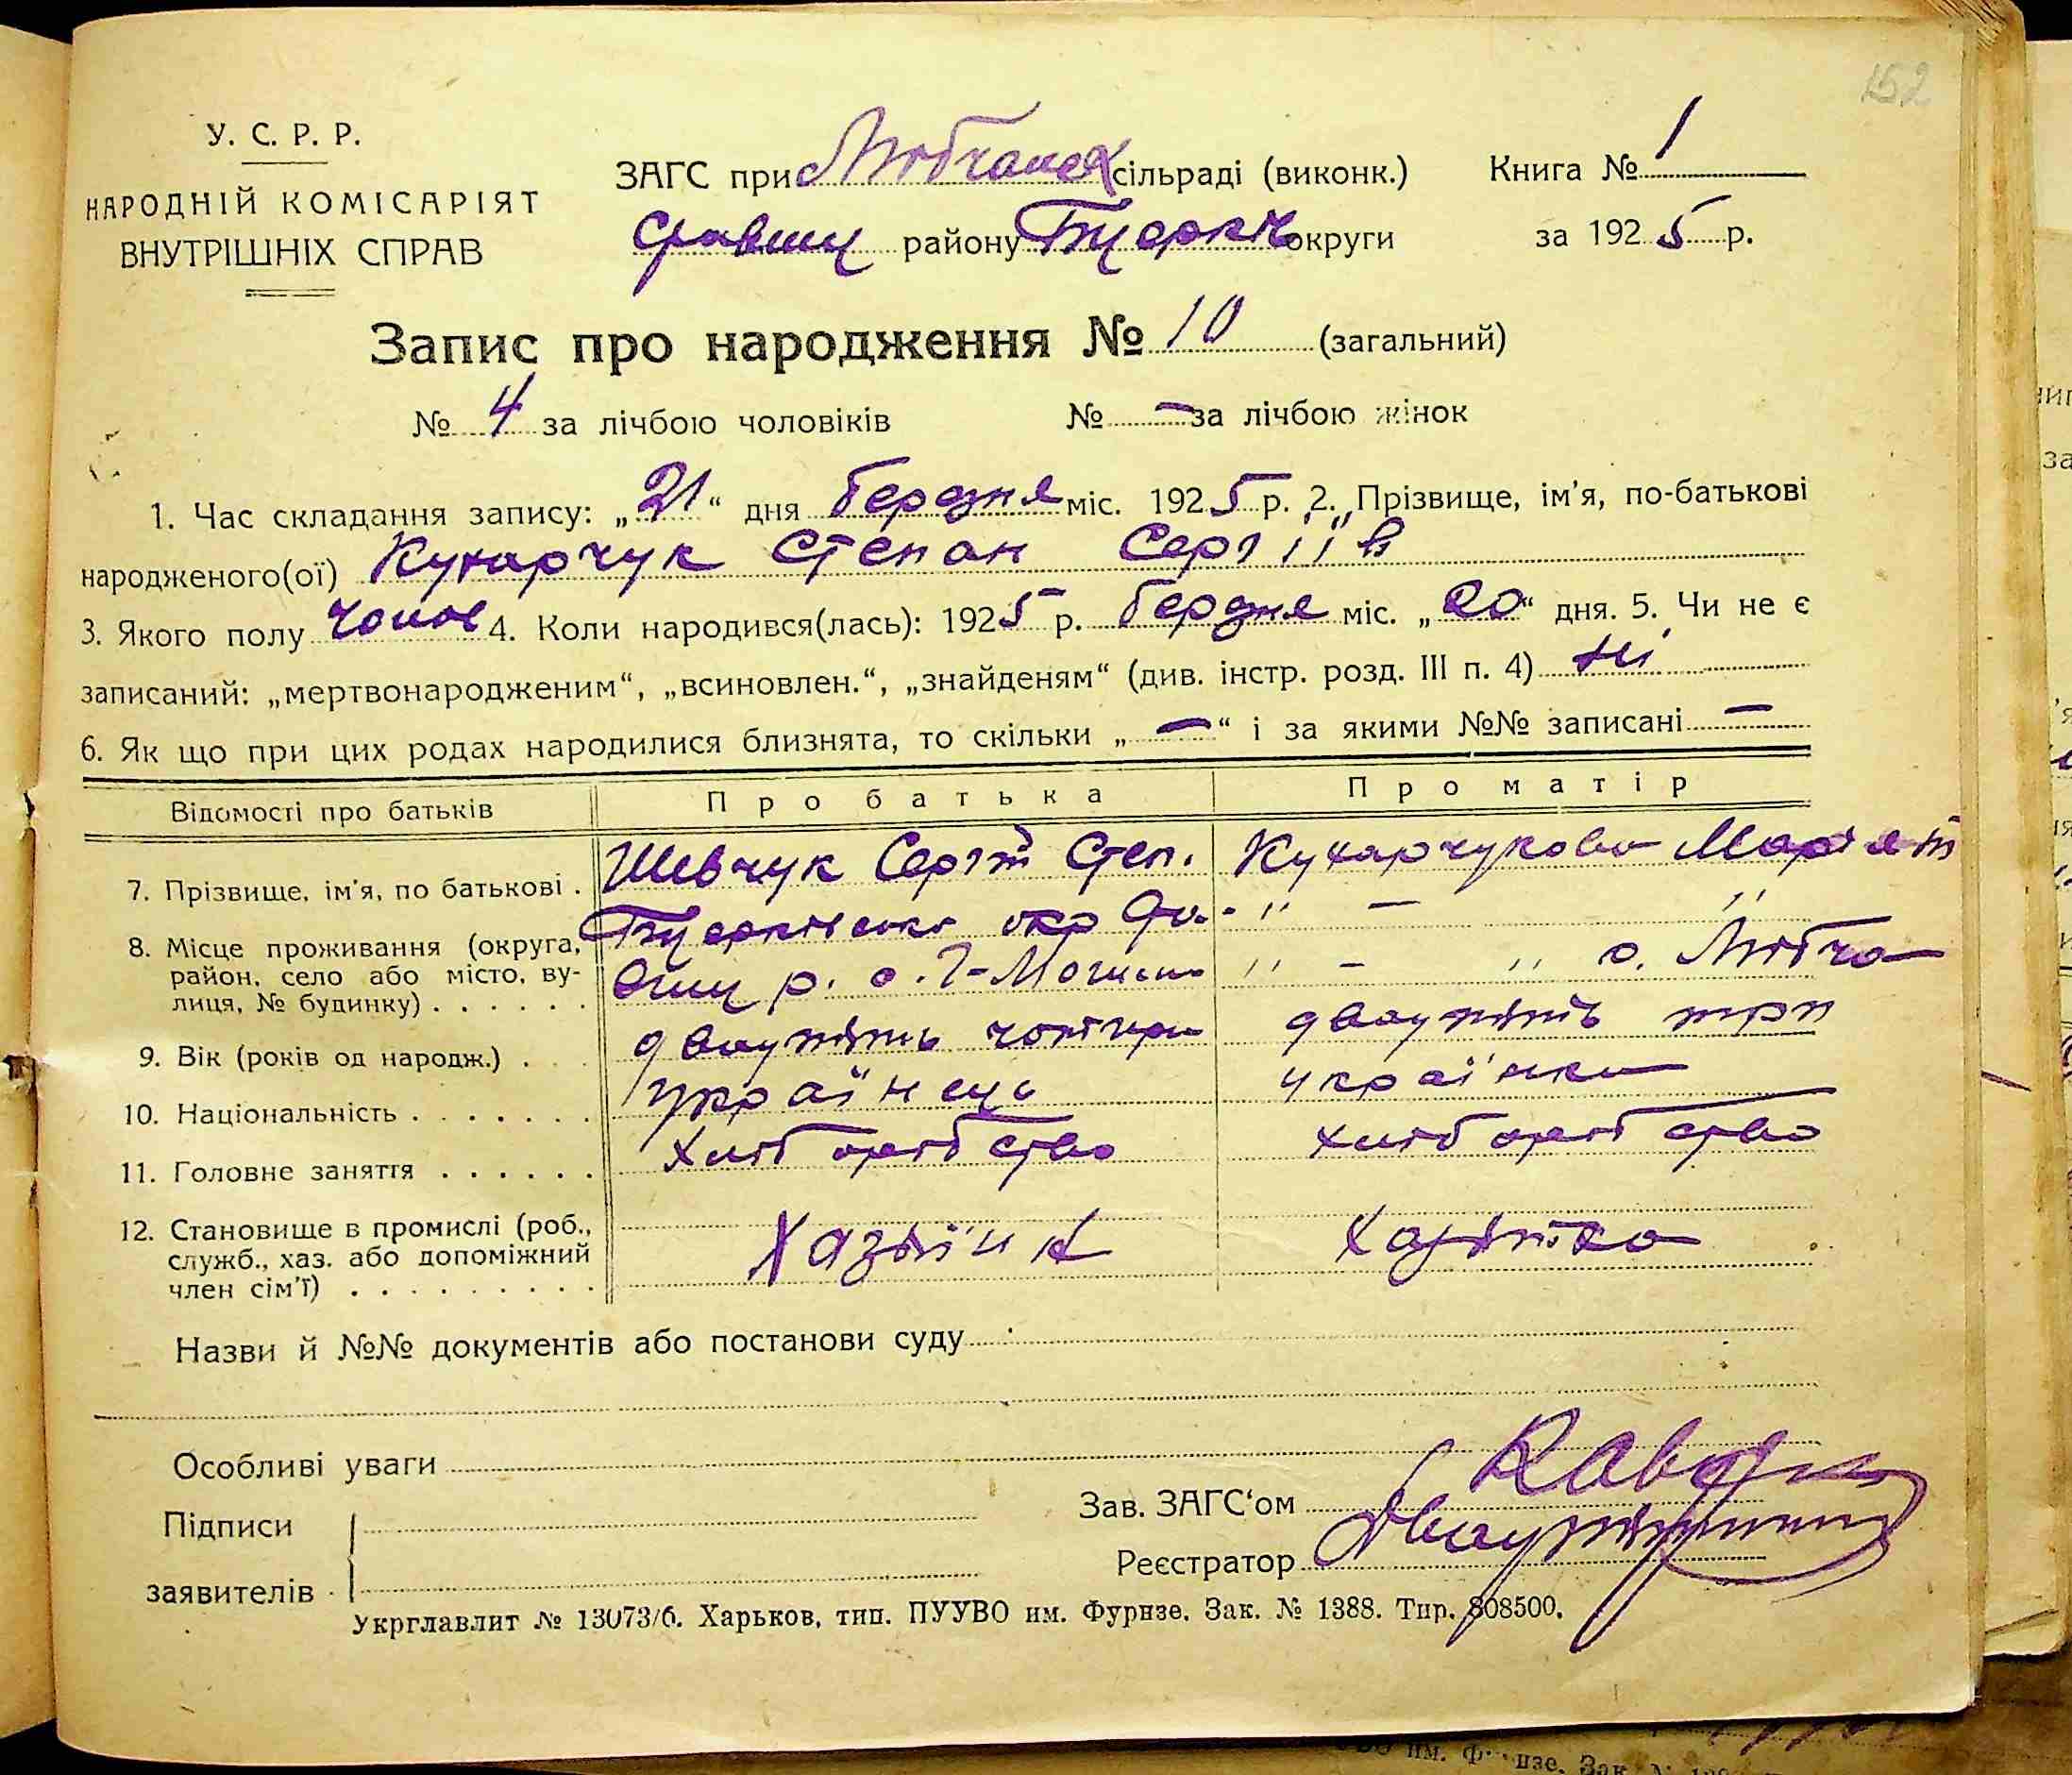 152
У. С. Р. Р.
НАРОДНІЙ КОМІСАРІЯТ
ВНУТРІШНІХ СПРАВ
ЗАГС при сільраді (виконк.)
району округи
Книга № 1
за 1925 р.
Запис про народження № 10 (загальний)
№ 4 за лічбою чоловіків № — за лічбою жінок
1. Час складання запису: „21“ дня березня міс. 1925 р. 2. Прізвище, ім'я, по-батькові
народженого(ої) Кухарчук Степан Сергіїв
3. Якого полу чолов 4. Коли народився(лась): 1925 р. березня міс. „20“ дня. 5. Чи не є
записаний: „мертвонародженим“, „всиновлен.“, „знайденям“ (див. інстр. розд. III п. 4) ні
6. Як що при цих родах народилися близнята, то скільки „—“ і за якими №№ записані —
Відомості про батьків Про батька Про матір
7. Прізвище, ім'я, по батькові . Шевчук Сергій Степ. Кухарчукова
8. Місце проживання (округа, район, село або місто, вулиця, № будинку) . . . . . . окр
р. с. " — " с. Любча
9. Вік (років од народж.) . . . двауцять чотири двауцять три
10. Національність . . . . . . . українець українка
11. Головне заняття . . . . . . хліборобство хліборобство
12. Становище в промислі (роб., служб., хаз. або допоміжний член сім'ї) . . . . . . . . .
Назви й №№ документів або постанови суду
Особливі уваги
Підписи
заявителів
Зав. ЗАГС‘ом
Реєстратор
Укрглавлит № 13073/6. Харьков, тип. ПУУВО им. Фурнзе. Зак. № 1388. Тир. 808500.